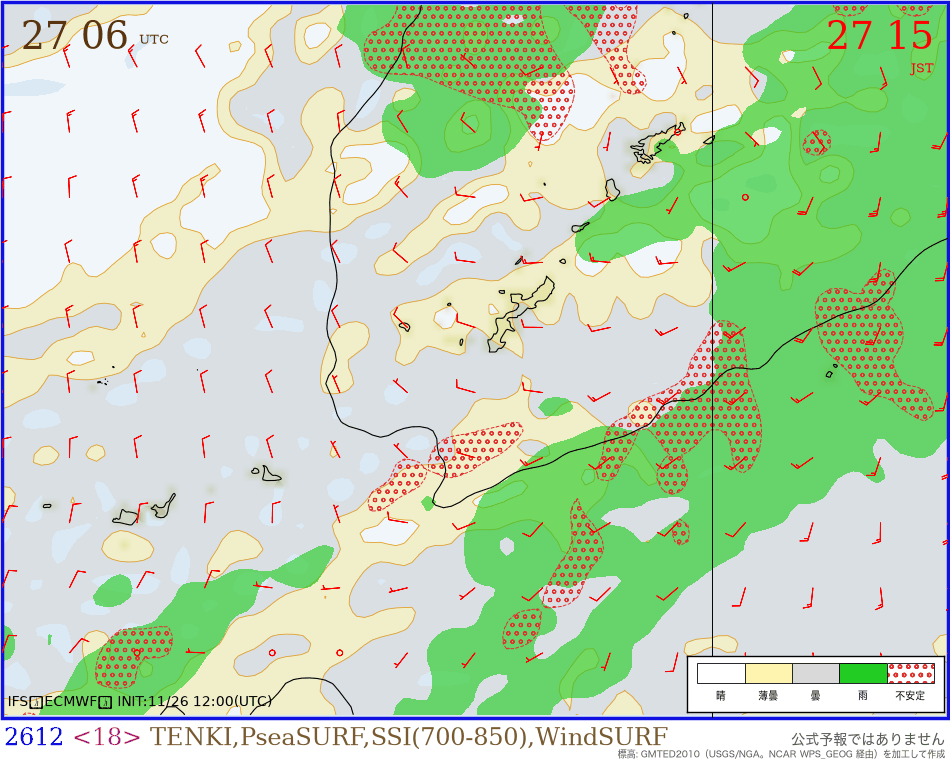 27 06 UTC
27 15
JST
晴 薄曇 曇 雨 不安定
IFS□ECMWF□ INIT:11/26 12:00(UTC)
2612 <18> TENKI,PseaSURF,SSI(700-850),WindSURF
公式予報ではありません
標高: GMTED2010（USGS/NGA。NCAR WPS_GEOG 経由）を加工して作成